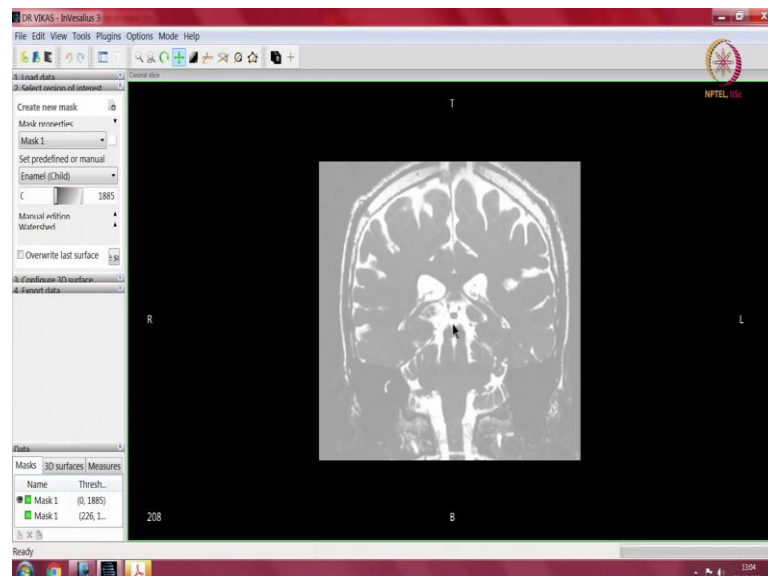 DR VIKAS - InVesalius 3
File Edit View Tools Plugins Options Mode Help
NPTEL, IISc
1. Load data
2. Select region of interest
Coronal slice
Create new mask
Mask properties
Mask 1
Set predefined or manual
Enamel (Child)
1885
Manual edition
Watershed
Overwrite last surface
3. Configure 3D surface
4. Export data
T
R
L
B
208
Data
Masks 3D surfaces Measures
Name Thresh...
Mask 1 (0, 1885)
Mask 1 (226, 1...
Ready
13:04